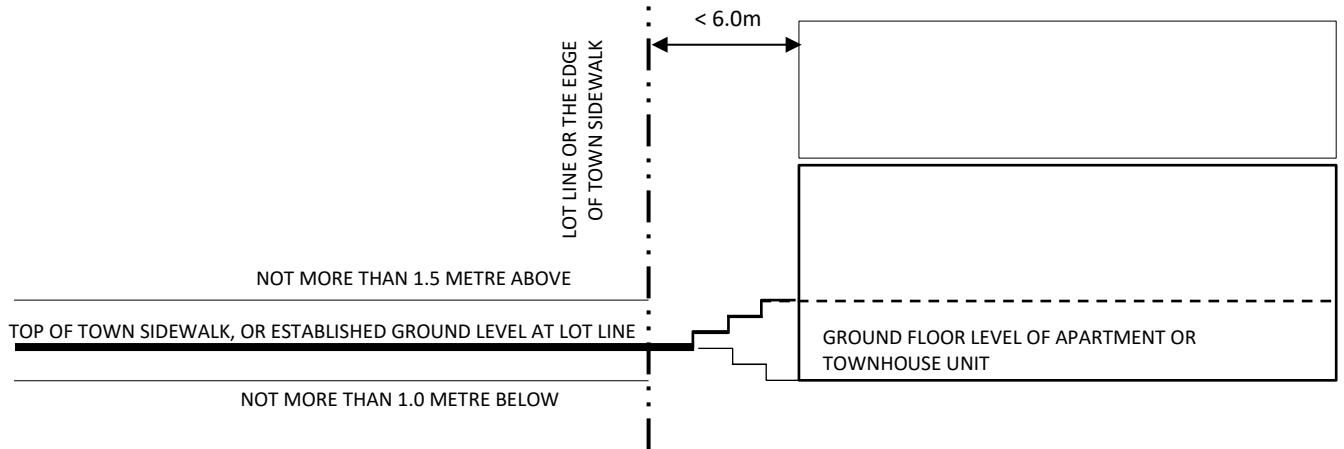 < 6.0m
LOT LINE OR THE EDGE
OF TOWN SIDEWALK
NOT MORE THAN 1.5 METRE ABOVE
TOP OF TOWN SIDEWALK, OR ESTABLISHED GROUND LEVEL AT LOT LINE
GROUND FLOOR LEVEL OF APARTMENT OR
TOWNHOUSE UNIT
NOT MORE THAN 1.0 METRE BELOW